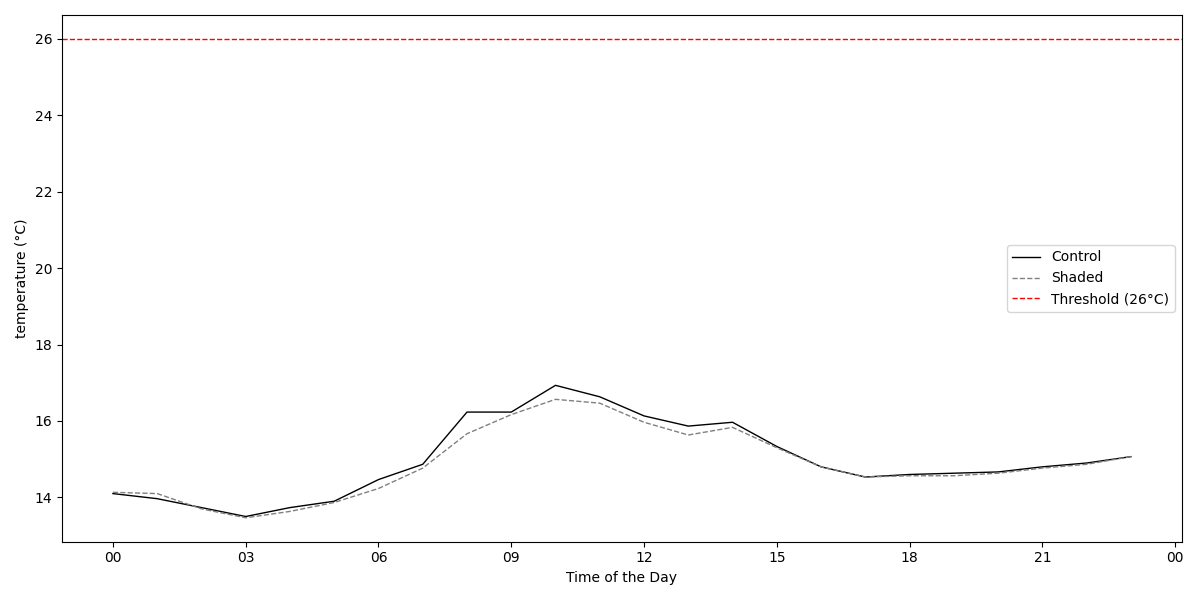 26
24
22
20
18
16
14
temperature (°C)
Control
Shaded
Threshold (26°C)
00 03 06 09 12 15 18 21 00
Time of the Day